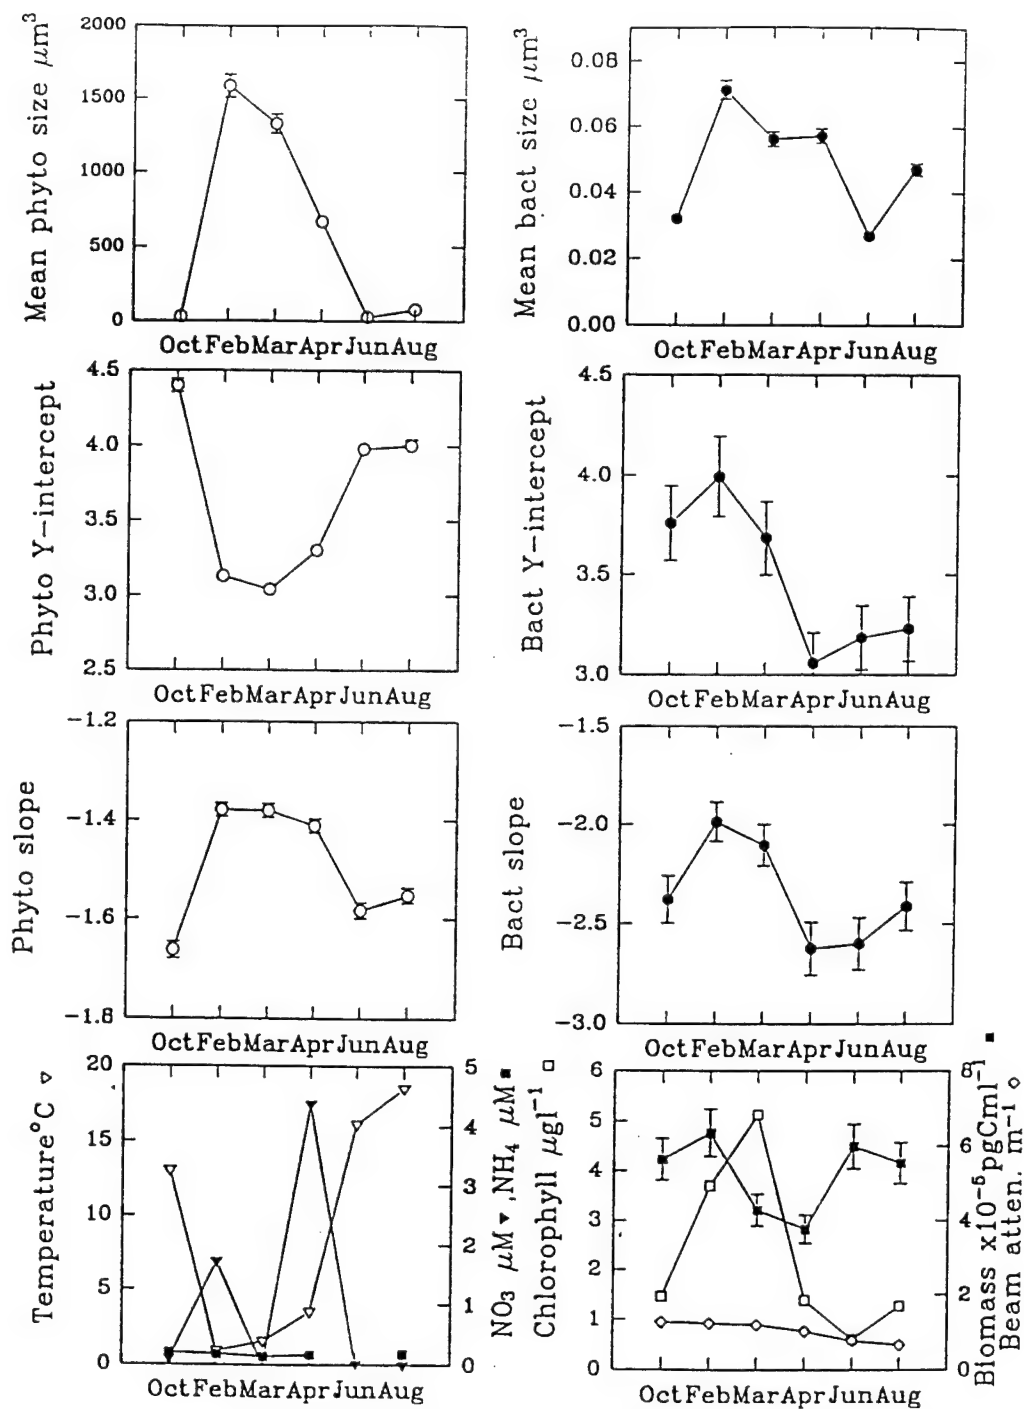 Mean phyto size μm³
2000
1500
1000
500
0
OctFebMarAprJunAug
Mean bact size μm³
0.08
0.06
0.04
0.02
0.00
OctFebMarAprJunAug
Phyto Y-intercept
4.5
4.0
3.5
3.0
2.5
OctFebMarAprJunAug
Bact Y-intercept
4.5
4.0
3.5
3.0
OctFebMarAprJunAug
Phyto slope
-1.2
-1.4
-1.6
-1.8
OctFebMarAprJunAug
Bact slope
-1.5
-2.0
-2.5
-3.0
OctFebMarAprJunAug
Temperature°C ▿
20
15
10
5
0
5
4
3
2
1
0
NO₃ μM▼,NH₄ μM■
OctFebMarAprJunAug
Chlorophyll μgl⁻¹ □
6
5
4
3
2
1
0
8
6
4
2
0
Biomass x10⁻⁵pgCml⁻¹ ■
Beam atten. m⁻¹ ◇
OctFebMarAprJunAug